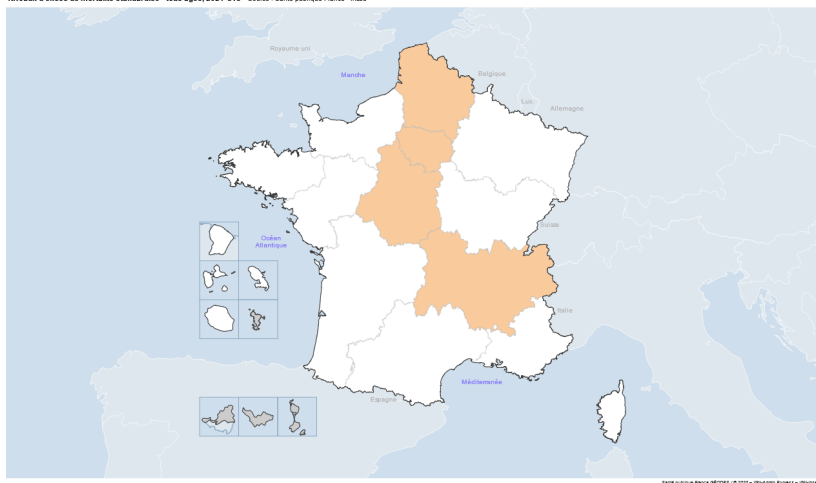 Royaume uni
Manche
Belgique
Lux.
Allemagne
Suisse
Océan
Atlantique
Italie
Méditerranée
Espagne